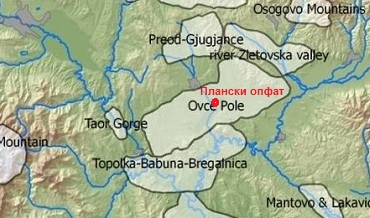 Osogovo Mountains
Preod-Gjugjance
river Zletovska valley
Плански опфат
Ovce Pole
Taor Gorge
Mountain
Topolka-Babuna-Bregalnica
Mantovo & Lakavic